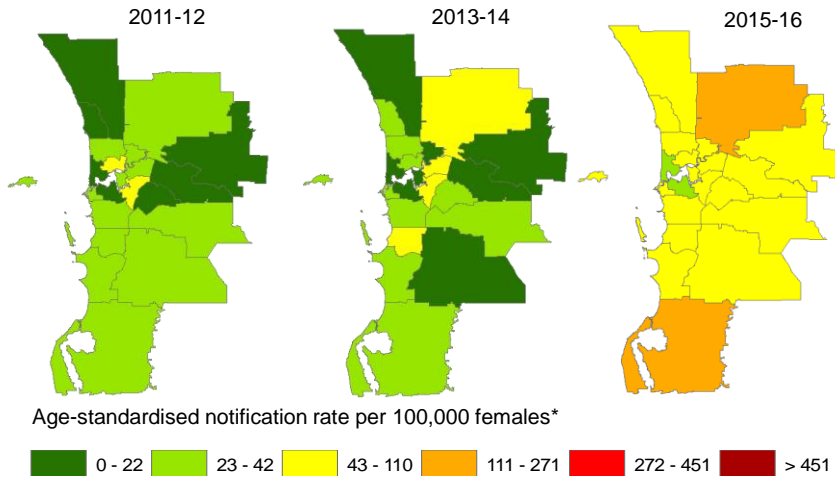 2011-12 2013-14 2015-16
Age-standardised notification rate per 100,000 females*
0 - 22 23 - 42 43 - 110 111 - 271 272 - 451 > 451